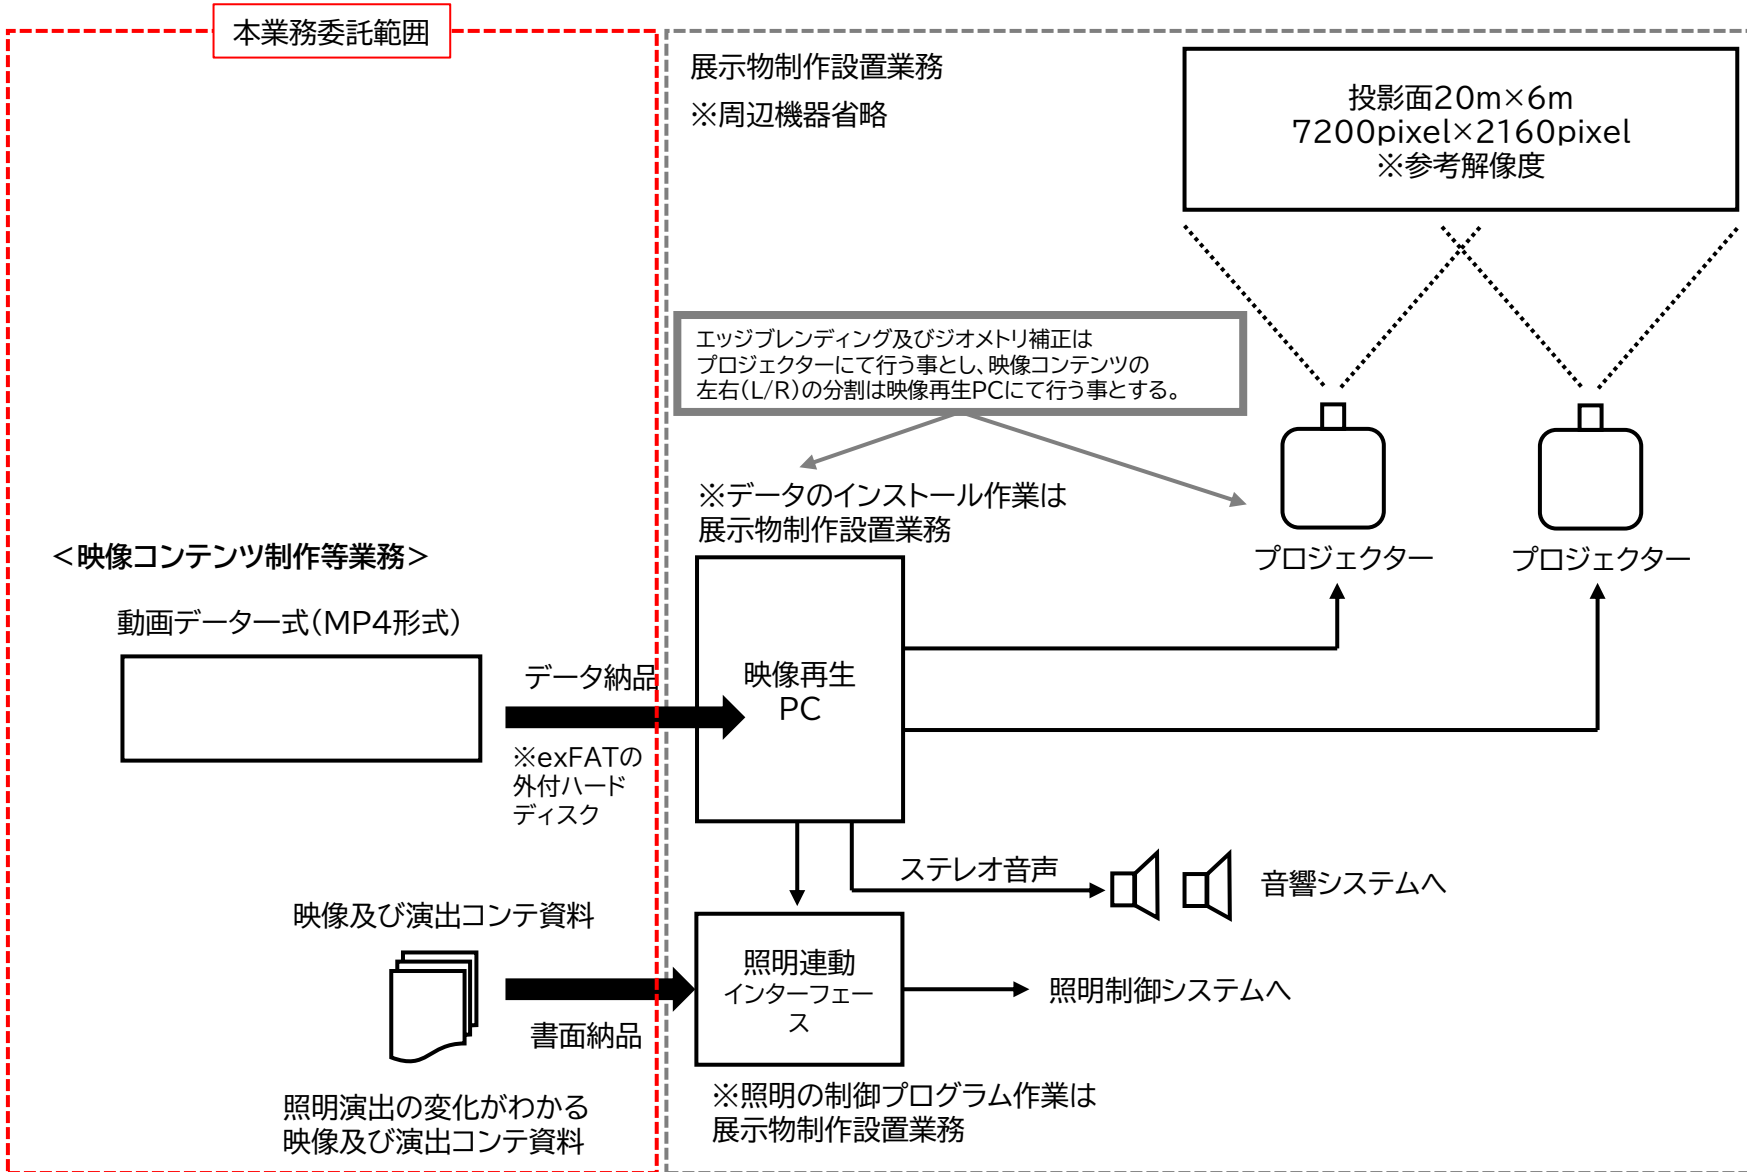 本業務委託範囲
展示物制作設置業務
※周辺機器省略
投影面20m×6m
7200pixel×2160pixel
※参考解像度
エッジブレンディング及びジオメトリ補正は
プロジェクターにて行う事とし、映像コンテンツの
左右(L/R)の分割は映像再生PCにて行う事とする。
※データのインストール作業は
展示物制作設置業務
プロジェクター
プロジェクター
＜映像コンテンツ制作等業務＞
動画データ一式(MP4形式)
データ納品
※exFATの
外付ハード
ディスク
映像再生
PC
ステレオ音声
音響システムへ
映像及び演出コンテ資料
書面納品
照明連動
インターフェー
ス
照明制御システムへ
照明演出の変化がわかる
映像及び演出コンテ資料
※照明の制御プログラム作業は
展示物制作設置業務